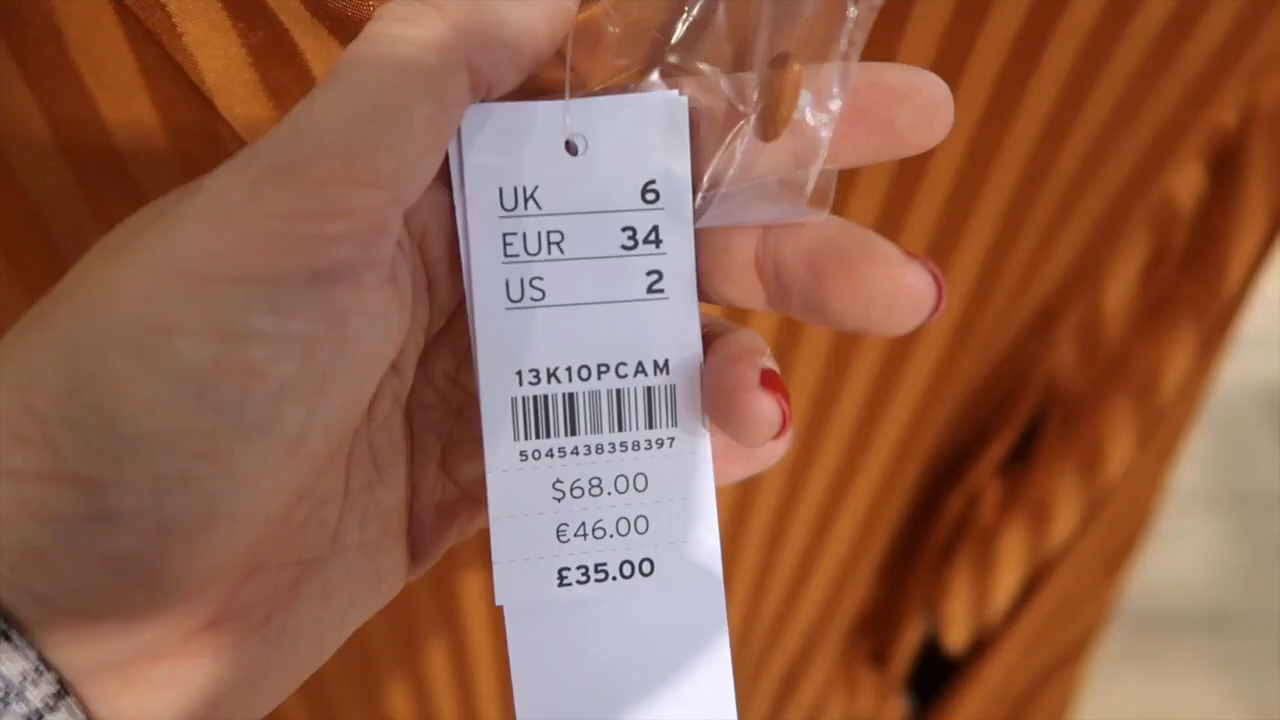 UK 6
EUR 34
US 2
13K10PCAM
5045438358397
$68.00
€46.00
£35.00